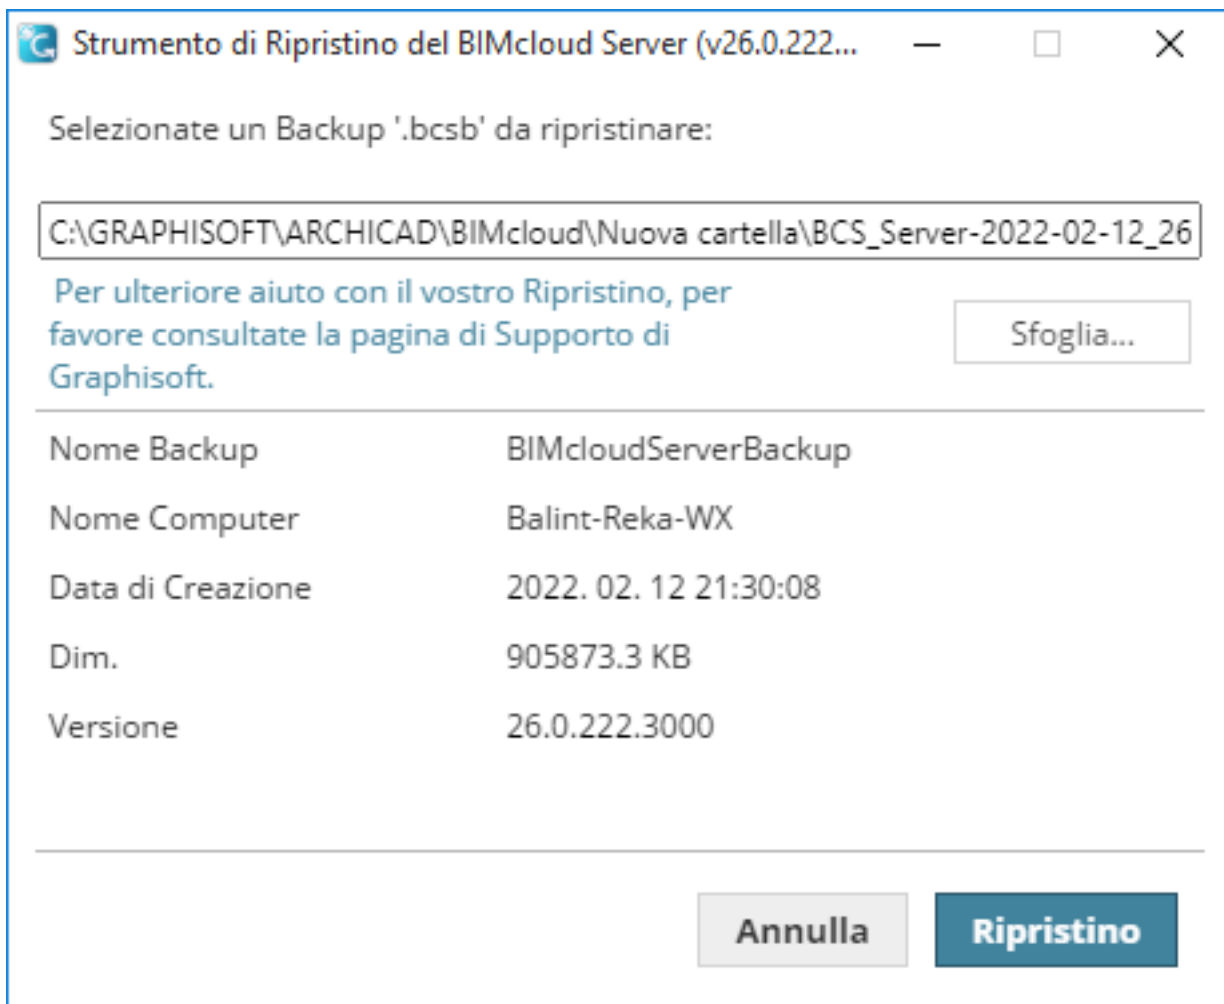 Strumento di Ripristino del BIMcloud Server (v26.0.222...
Selezionate un Backup '.bcsb' da ripristinare:
C:\GRAPHISOFT\ARCHICAD\BIMcloud\Nuova cartella\BCS_Server-2022-02-12_26
Per ulteriore aiuto con il vostro Ripristino, per
favore consultate la pagina di Supporto di
Graphisoft.
Sfoglia...
Nome Backup BIMcloudServerBackup
Nome Computer Balint-Reka-WX
Data di Creazione 2022. 02. 12 21:30:08
Dim. 905873.3 KB
Versione 26.0.222.3000
Annulla Ripristino